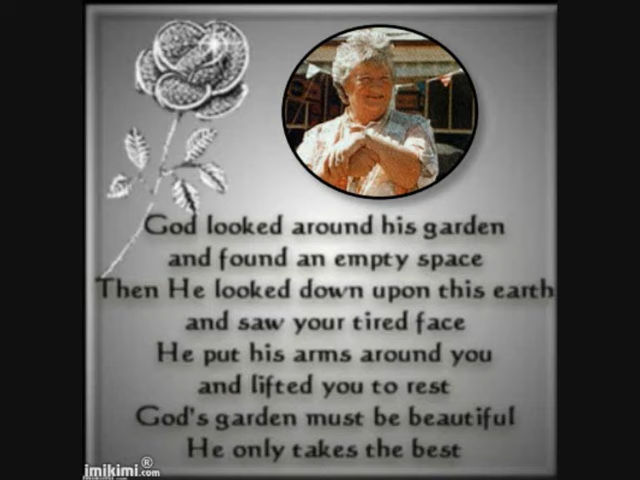 God looked around his garden
and found an empty space
Then He looked down upon this earth
and saw your tired face
He put his arms around you
and lifted you to rest
God's garden must be beautiful
He only takes the best
imikimi.com®